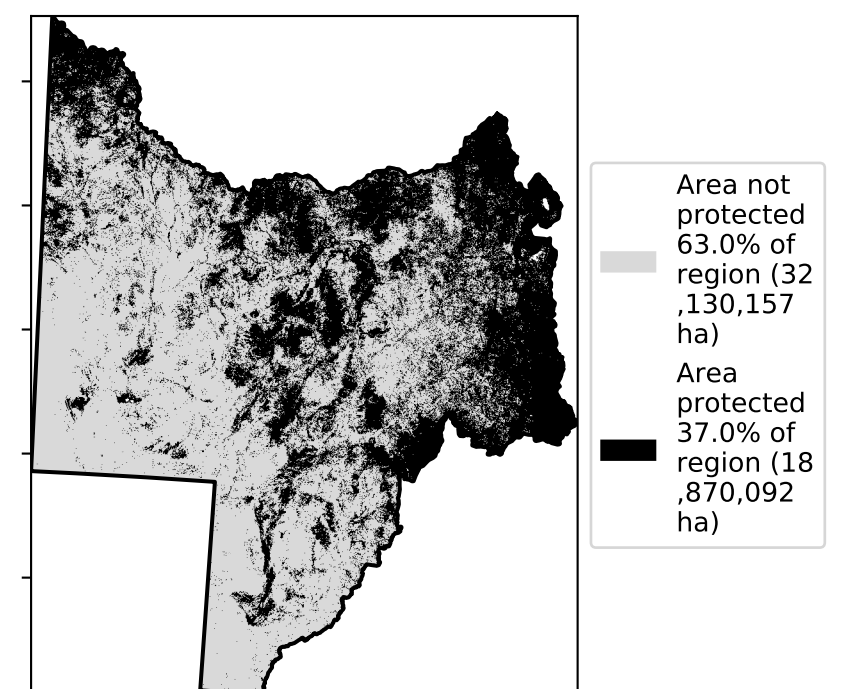 Area not
protected
63.0% of
region (32
,130,157
ha)
Area
protected
37.0% of
region (18
,870,092
ha)